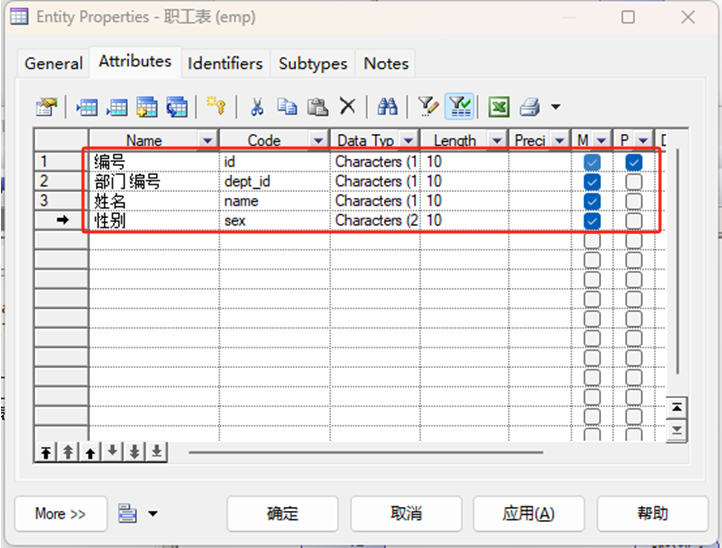 Entity Properties - 职工表 (emp)
General Attributes Identifiers Subtypes Notes
Name Code Data Typ Length Preci M P D
1 编号 id Characters (1 10
2 部门编号 dept_id Characters (1 10
3 姓名 name Characters (1 10
性别 sex Characters (2 10
More >> 确定 取消 应用(A) 帮助